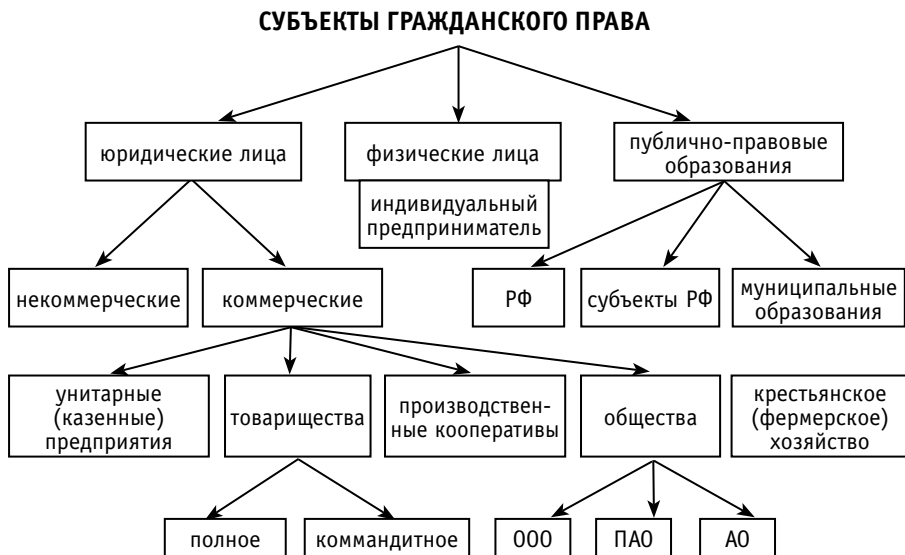 СУБЪЕКТЫ ГРАЖДАНСКОГО ПРАВА
юридические лица
физические лица
публично-правовые
образования
индивидуальный
предприниматель
некоммерческие
коммерческие
РФ
субъекты РФ
муниципальные
образования
унитарные
(казенные)
предприятия
товарищества
производствен-
ные кооперативы
общества
крестьянское
(фермерское)
хозяйство
полное
коммандитное
ООО
ПАО
АО